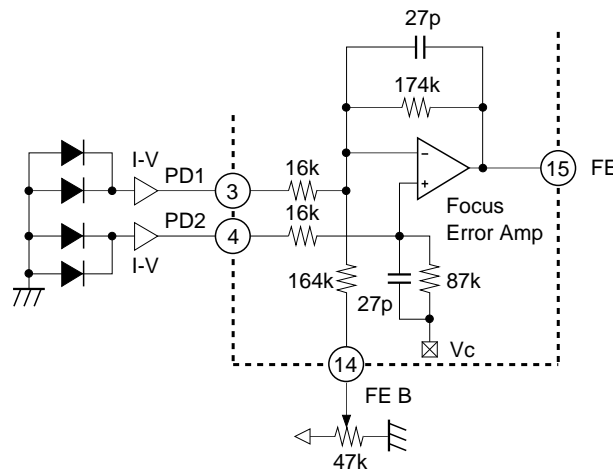 27p
174k
I-V
PD1
3
16k
−
+
15
FE
PD2
4
16k
Focus
Error Amp
I-V
164k
27p
87k
Vc
14
FE B
47k